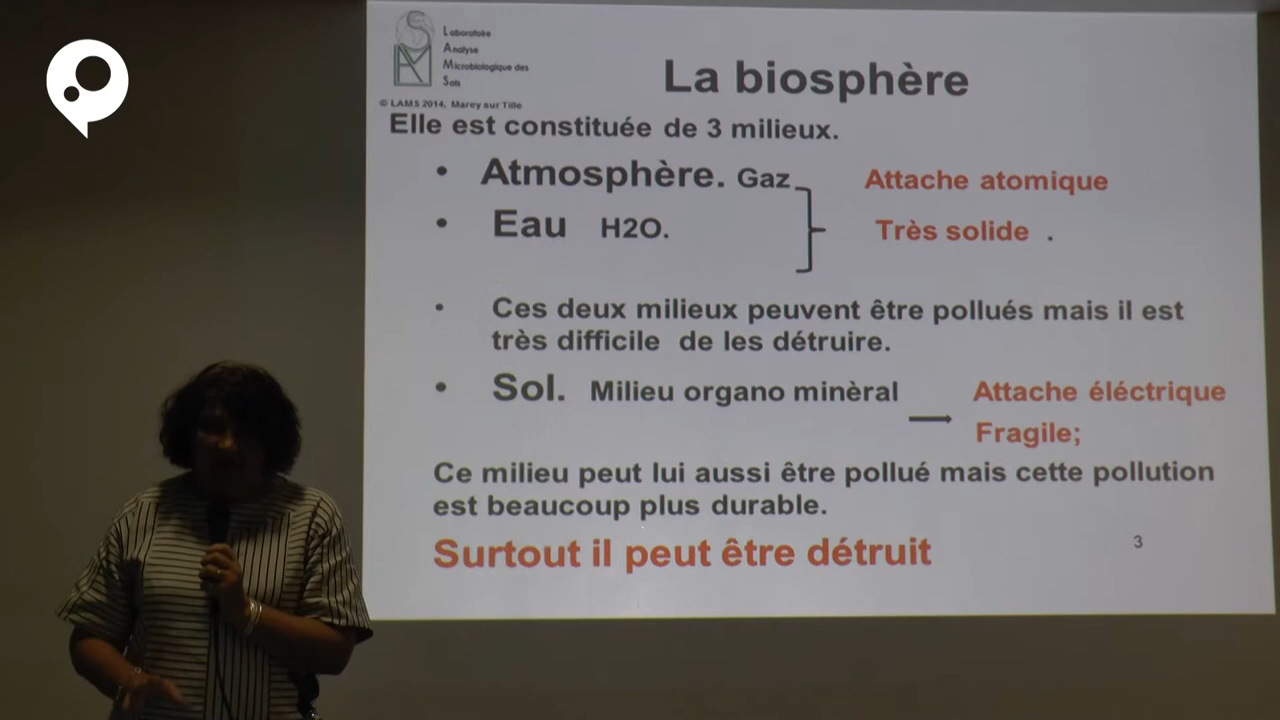 Laboratoire
Analyse
Microbiologique des
Sols
© LAMS 2014, Marey sur Tille
La biosphère
Elle est constituée de 3 milieux.
• Atmosphère. Gaz
Attache atomique
• Eau H2O.
Très solide .
• Ces deux milieux peuvent être pollués mais il est
très difficile de les détruire.
• Sol. Milieu organo minèral
Attache éléctrique
Fragile;
Ce milieu peut lui aussi être pollué mais cette pollution
est beaucoup plus durable.
Surtout il peut être détruit
3